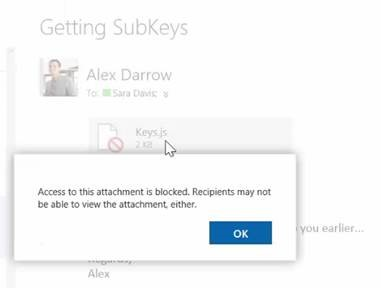 Getting SubKeys
Alex Darrow
To: Sara Davis;
Keys.js
2 KB
Access to this attachment is blocked. Recipients may not
be able to view the attachment, either.
OK
you earlier...
Regards,
Alex